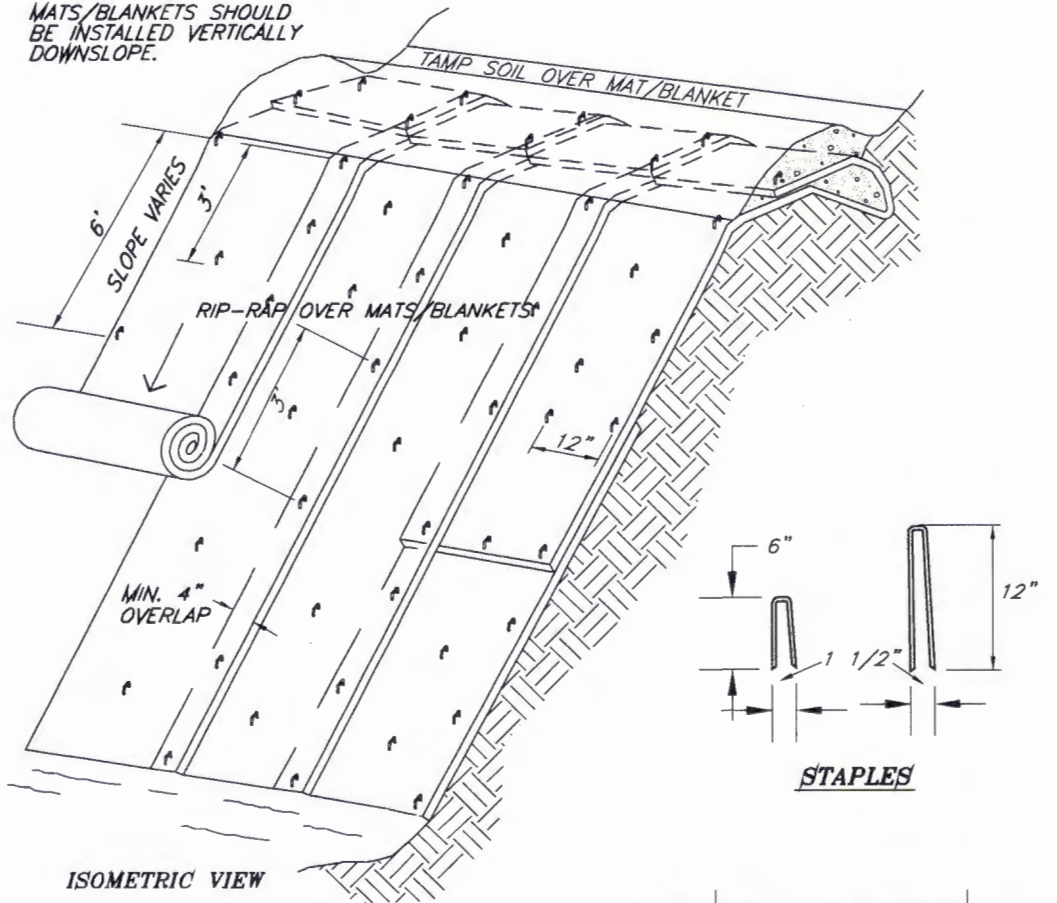 MATS/BLANKETS SHOULD
BE INSTALLED VERTICALLY
DOWNSLOPE.
TAMP SOIL OVER MAT/BLANKET
6'
SLOPE VARIES
3'
RIP-RAP OVER MATS/BLANKETS
3'
12"
MIN. 4"
OVERLAP
6"
12"
1 1/2"
STAPLES
ISOMETRIC VIEW